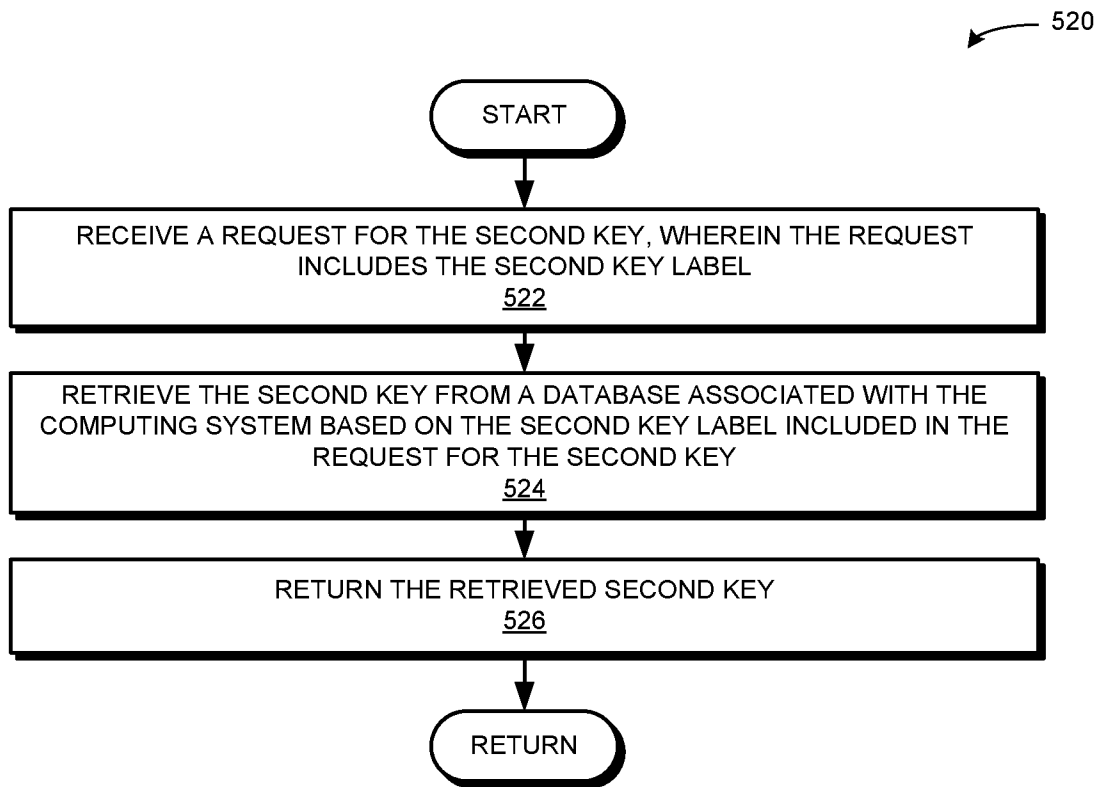 520
START
RECEIVE A REQUEST FOR THE SECOND KEY, WHEREIN THE REQUEST
INCLUDES THE SECOND KEY LABEL
522
RETRIEVE THE SECOND KEY FROM A DATABASE ASSOCIATED WITH THE
COMPUTING SYSTEM BASED ON THE SECOND KEY LABEL INCLUDED IN THE
REQUEST FOR THE SECOND KEY
524
RETURN THE RETRIEVED SECOND KEY
526
RETURN